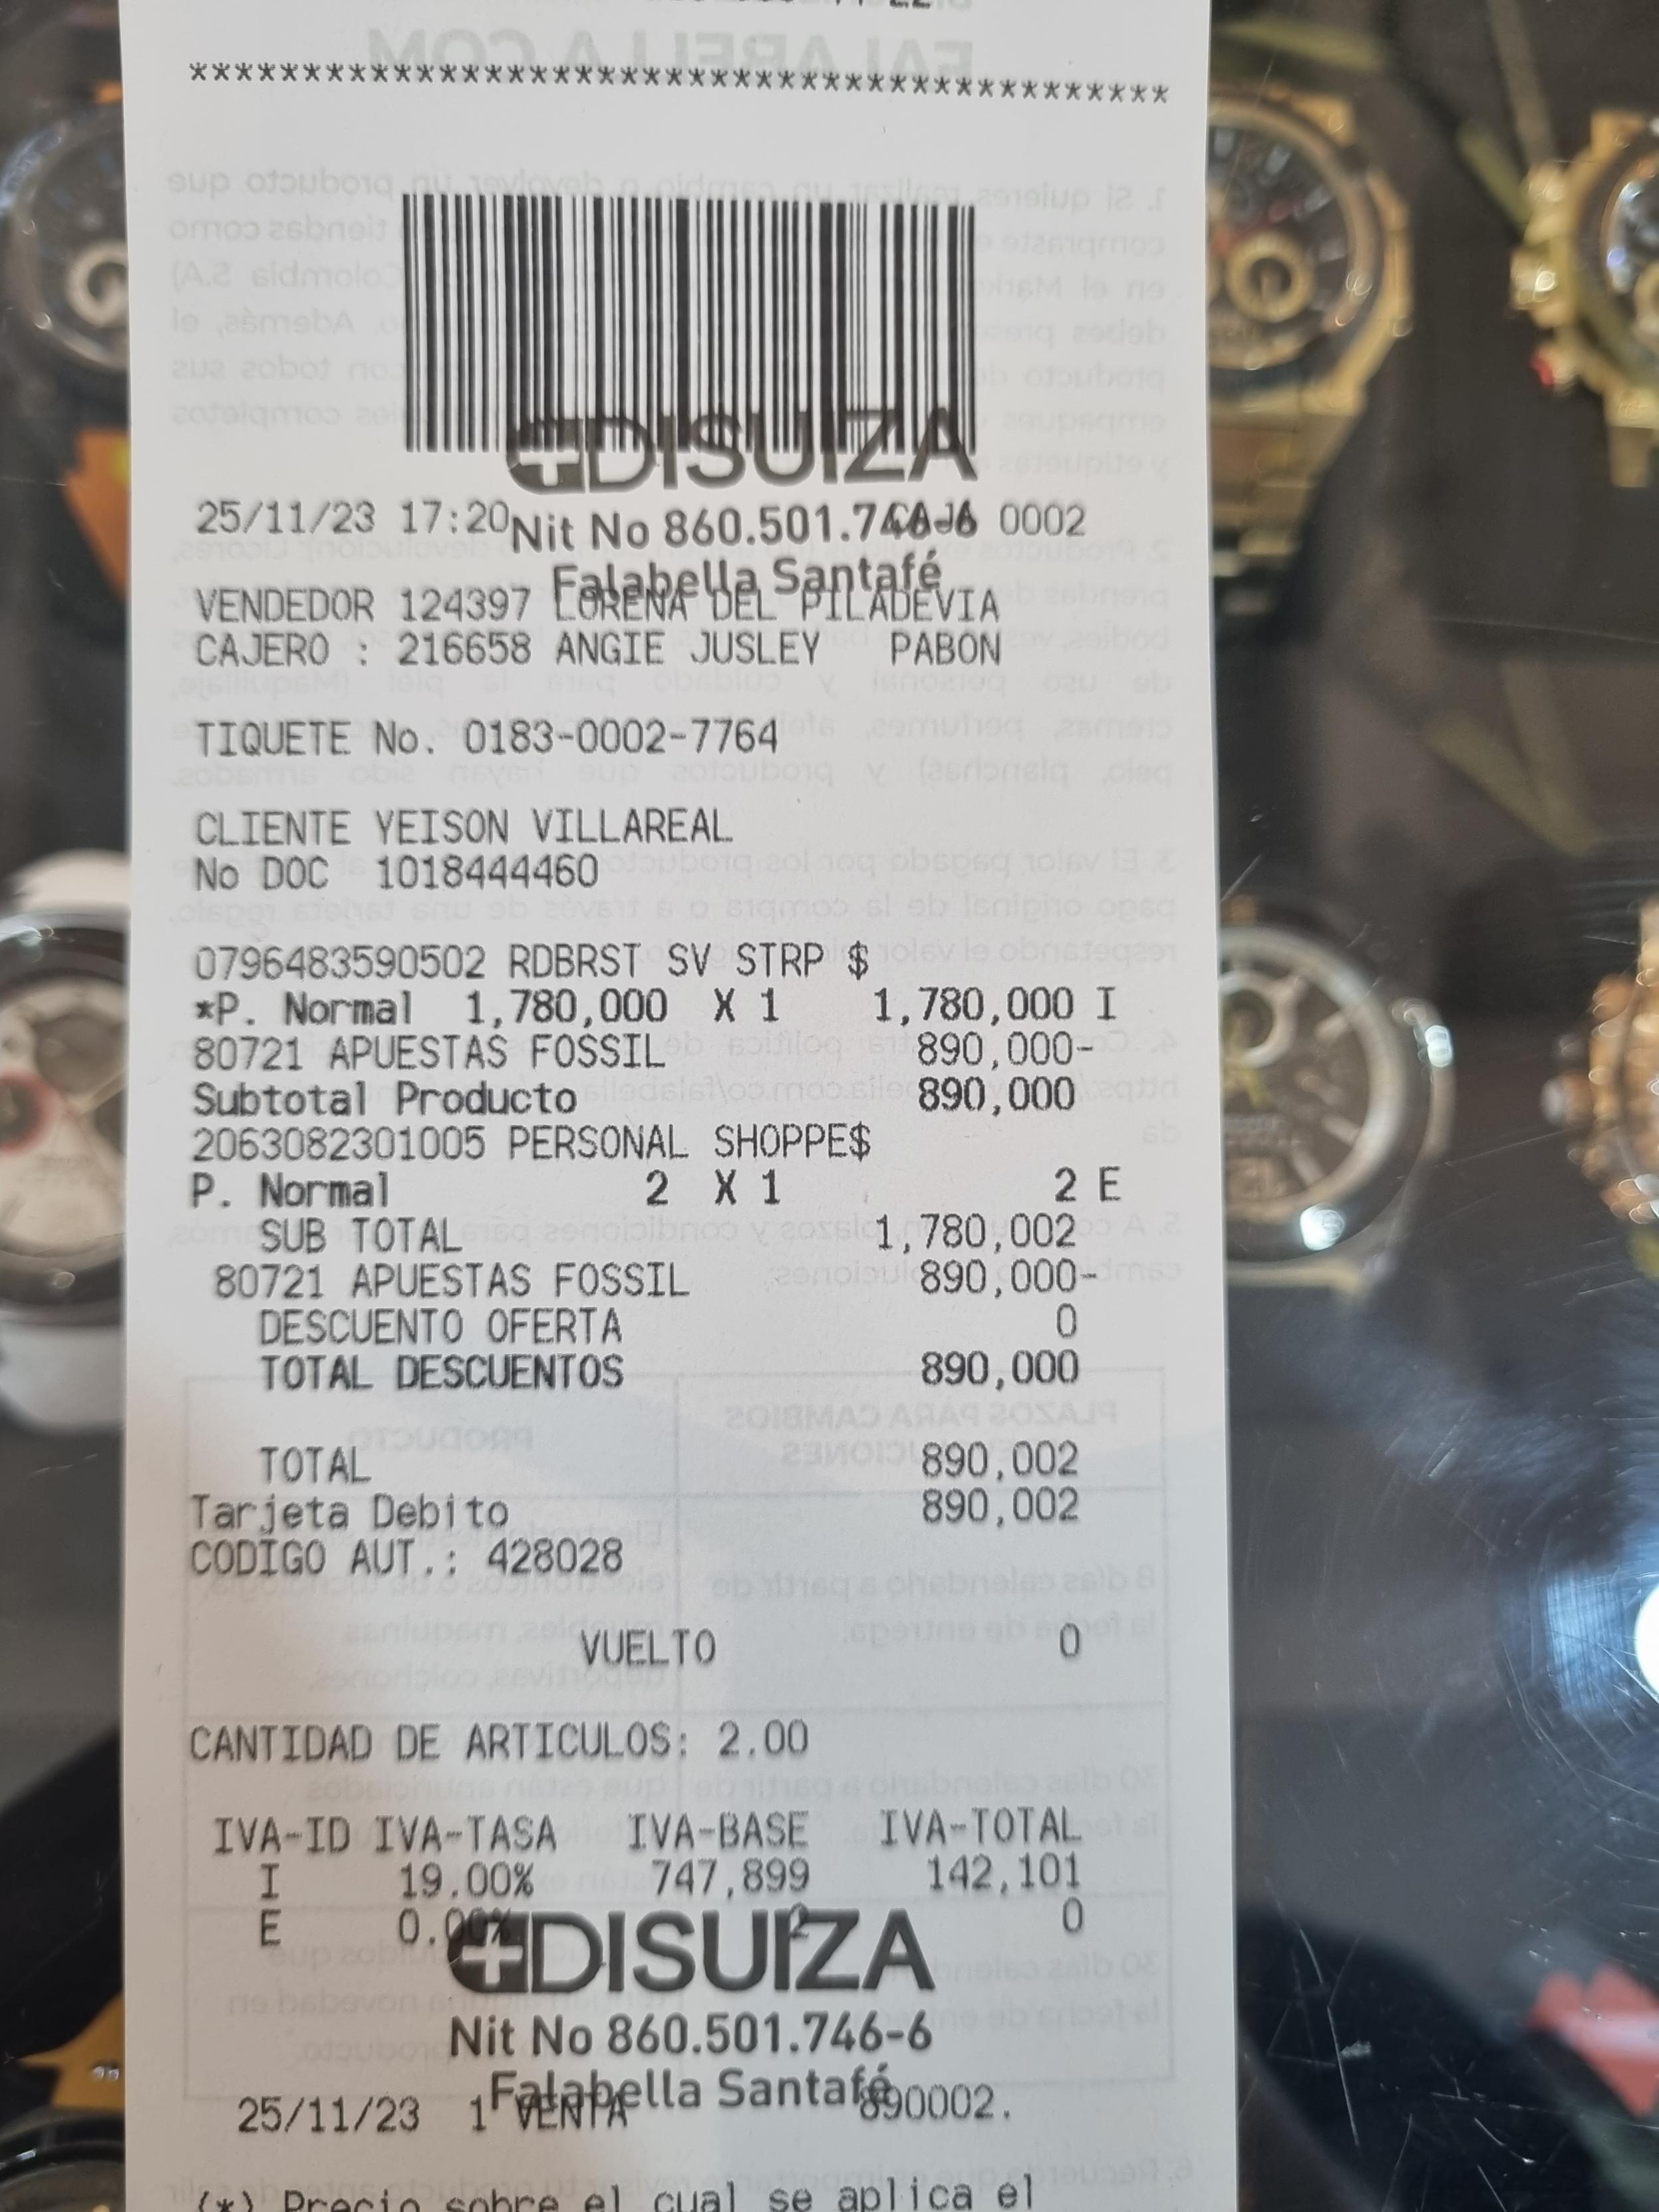 *******************************************
DISUIZA
25/11/23 17:20 CAJA 0002
Nit No 860.501.746-6
Falabella Santafé
VENDEDOR 124397 LORENA DEL PILADEVIA
CAJERO : 216658 ANGIE JUSLEY PABON
TIQUETE No. 0183-0002-7764
CLIENTE YEISON VILLAREAL
No DOC 1018444460
0796483590502 RDBRST SV STRP $
*P. Normal 1,780,000 X 1 1,780,000 I
80721 APUESTAS FOSSIL 890,000-
Subtotal Producto 890,000
2063082301005 PERSONAL SHOPPE$
P. Normal 2 X 1 2 E
SUB TOTAL 1,780,002
80721 APUESTAS FOSSIL 890,000-
DESCUENTO OFERTA 0
TOTAL DESCUENTOS 890,000
TOTAL 890,002
Tarjeta Debito 890,002
CODIGO AUT.: 428028
VUELTO 0
CANTIDAD DE ARTICULOS: 2.00
IVA-ID IVA-TASA IVA-BASE IVA-TOTAL
I 19.00% 747,899 142,101
E 0.00% 2 0
DISUIZA
Nit No 860.501.746-6
Falabella Santafé
25/11/23 1 VENTA 890002.
(*) Precio sobre el cual se aplica el